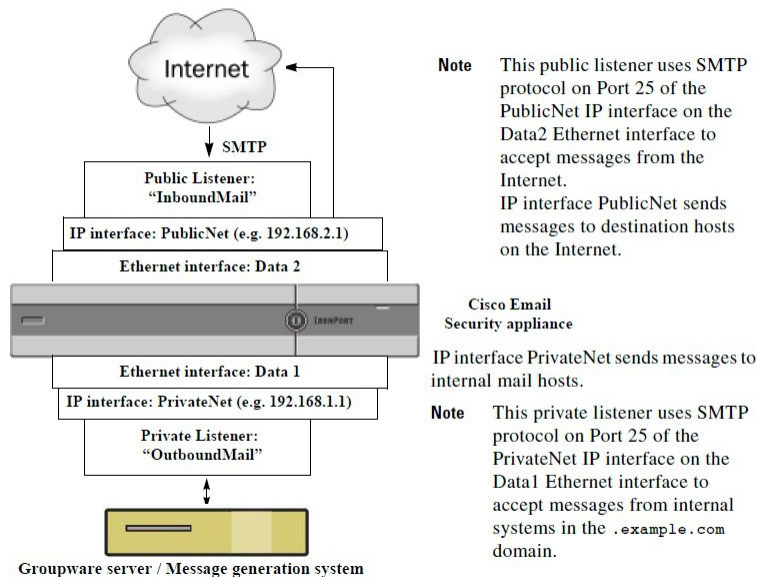 Internet
SMTP
Public Listener:
“InboundMail”
IP interface: PublicNet (e.g. 192.168.2.1)
Ethernet interface: Data 2
IRONPORT
Ethernet interface: Data 1
IP interface: PrivateNet (e.g. 192.168.1.1)
Private Listener:
“OutboundMail”
Groupware server / Message generation system
Note This public listener uses SMTP
protocol on Port 25 of the
PublicNet IP interface on the
Data2 Ethernet interface to
accept messages from the
Internet.
IP interface PublicNet sends
messages to destination hosts
on the Internet.
Cisco Email
Security appliance
IP interface PrivateNet sends messages to
internal mail hosts.
Note This private listener uses SMTP
protocol on Port 25 of the
PrivateNet IP interface on the
Data1 Ethernet interface to
accept messages from internal
systems in the .example.com
domain.